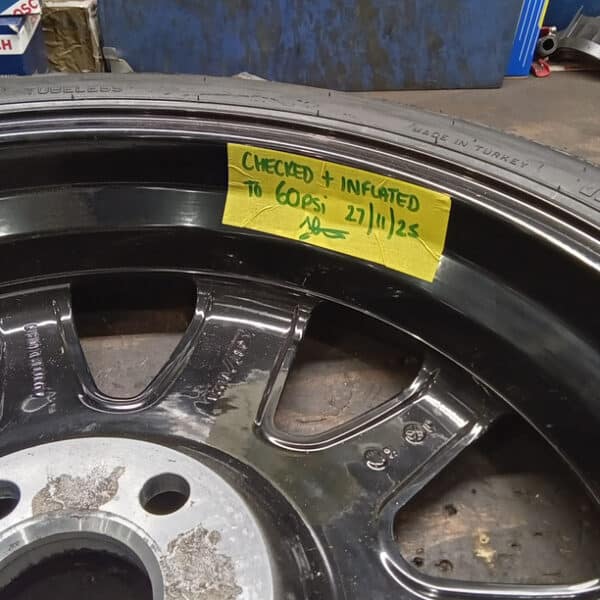 TUBELESS
MADE IN TURKEY
CHECKED + INFLATED
TO 60PSI 27/11/25